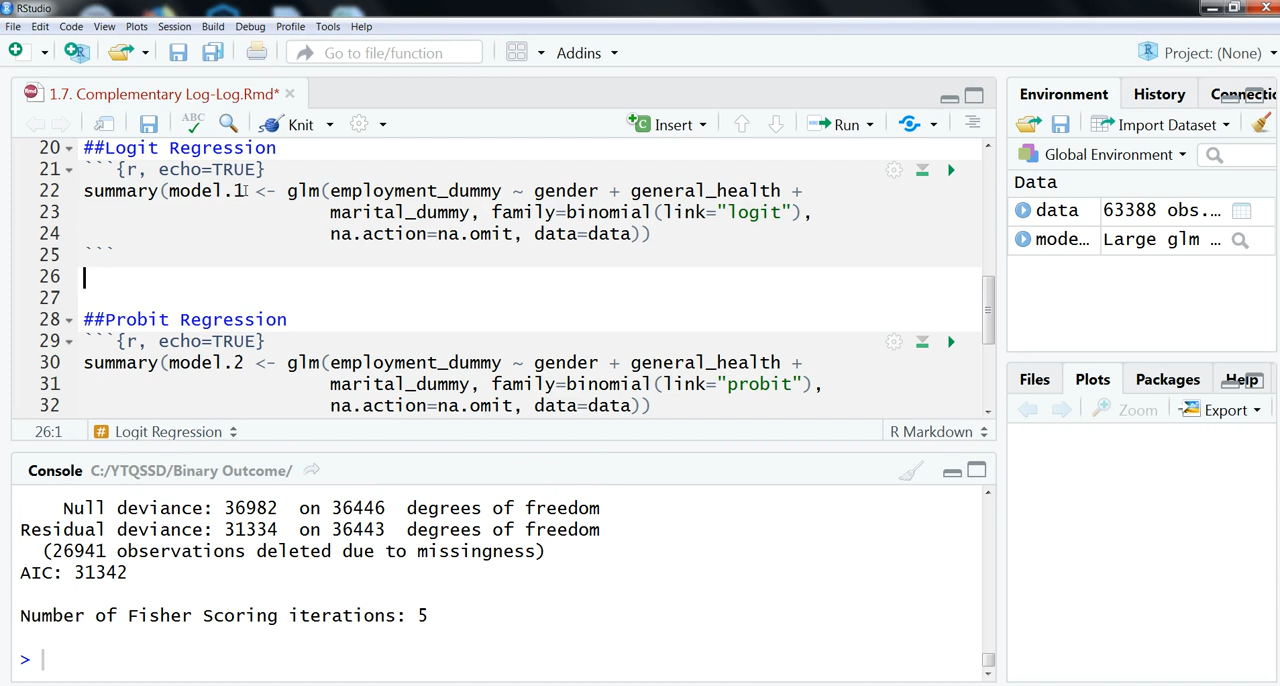 RStudio
File Edit Code View Plots Session Build Debug Profile Tools Help
Go to file/function Addins Project: (None)
1.7. Complementary Log-Log.Rmd*
ABC Knit Insert Run
20 ##Logit Regression
21 ```{r, echo=TRUE}
22 summary(model.1 <- glm(employment_dummy ~ gender + general_health +
23 marital_dummy, family=binomial(link="logit"),
24 na.action=na.omit, data=data))
25 ```
26
27
28 ##Probit Regression
29 ```{r, echo=TRUE}
30 summary(model.2 <- glm(employment_dummy ~ gender + general_health +
31 marital_dummy, family=binomial(link="probit"),
32 na.action=na.omit, data=data))
26:1 # Logit Regression R Markdown
Console C:/YTQSSD/Binary Outcome/
Null deviance: 36982 on 36446 degrees of freedom
Residual deviance: 31334 on 36443 degrees of freedom
(26941 observations deleted due to missingness)
AIC: 31342
Number of Fisher Scoring iterations: 5
>
Environment History
Import Dataset
Global Environment
Data
data 63388 obs...
mode... Large glm ...
Files Plots Packages Help
Zoom Export